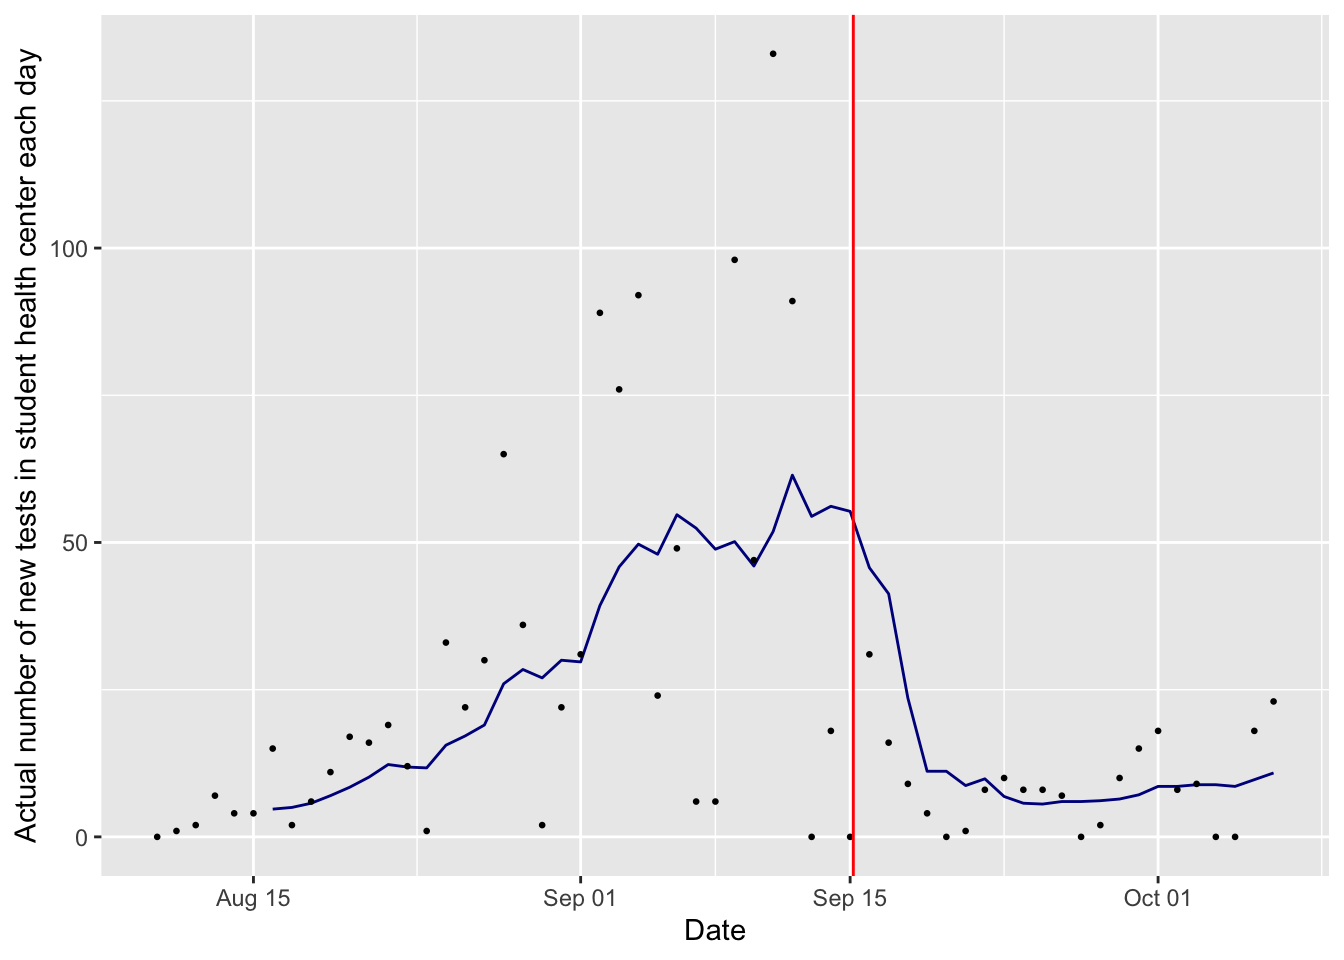 Actual number of new tests in student health center each day
100
50
0
Aug 15
Sep 01
Sep 15
Oct 01
Date